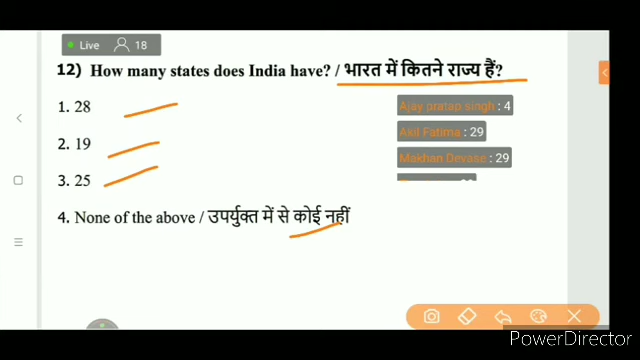 Live 18
12) How many states does India have? / भारत में कितने राज्य हैं?
1. 28
Ajay pratap singh : 4
Akil Fatima : 29
2. 19
Makhan Devase : 29
3. 25
4. None of the above / उपर्युक्त में से कोई नहीं
PowerDirector